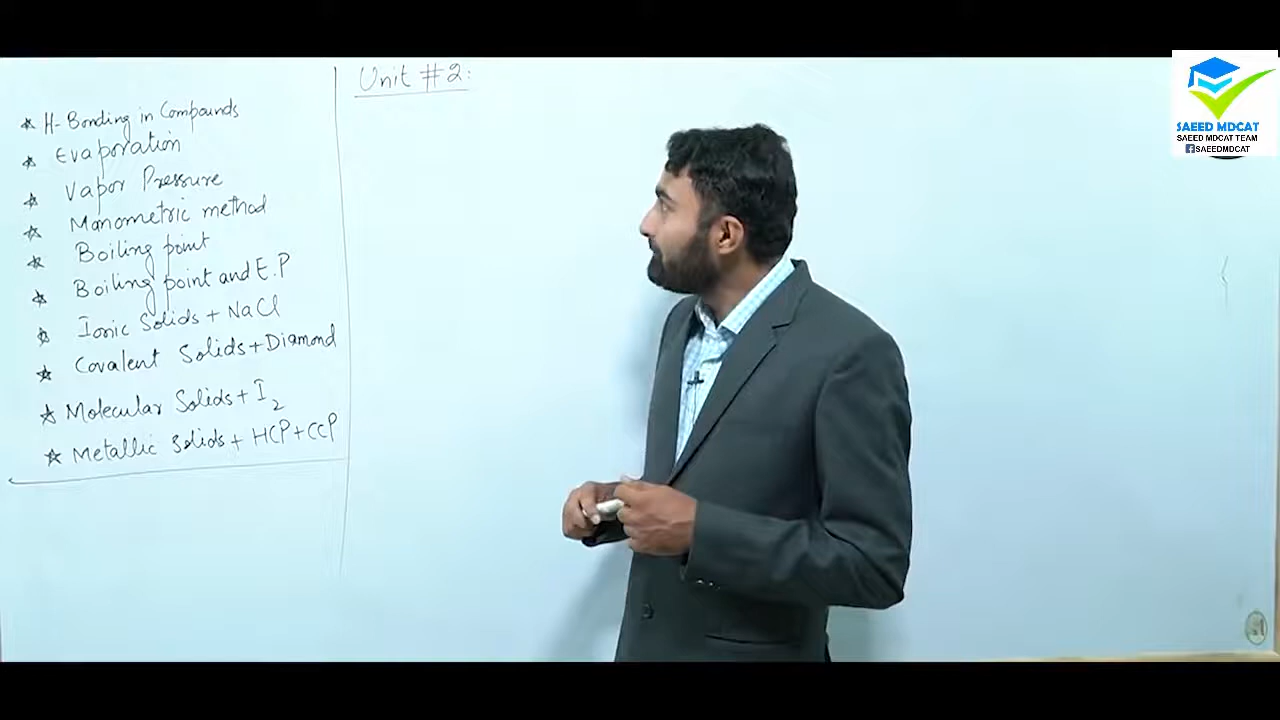 Unit #2:
★ H-Bonding in Compounds
★ Evaporation
★ Vapor Pressure
★ Manometric method
★ Boiling point
★ Boiling point and E.P
★ Ionic Solids + NaCl
★ Covalent Solids + Diamond
★ Molecular Solids + I₂
★ Metallic Solids + HCP + CCP
SAEED MDCAT
SAEED MDCAT TEAM
SAEEDMDCAT